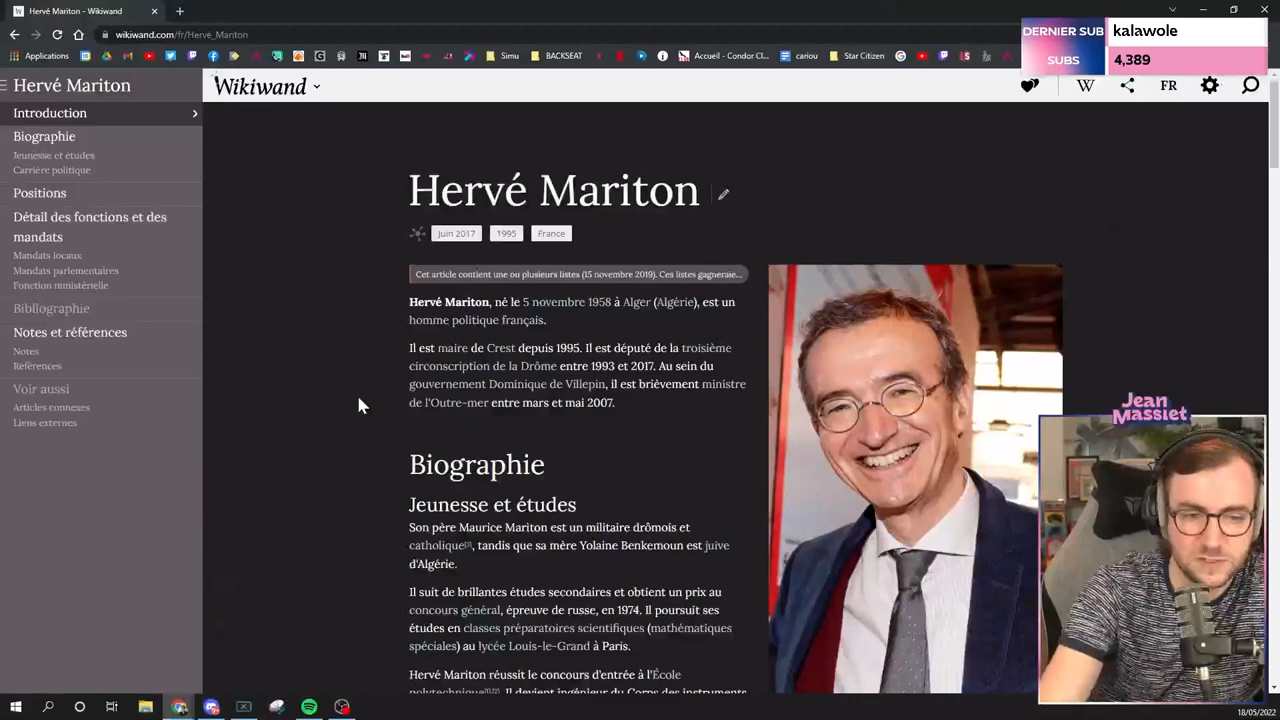 Hervé Mariton - Wikiwand
wikiwand.com/fr/Hervé_Mariton
Applications
Simu
BACKSEAT
Accueil - Condor Cl...
cariou
Star Citizen
DERNIER SUB
kalawole
SUBS
4,389
Hervé Mariton
Introduction
Biographie
Jeunesse et études
Carrière politique
Positions
Détail des fonctions et des
mandats
Mandats locaux
Mandats parlementaires
Fonction ministérielle
Bibliographie
Notes et références
Notes
Références
Voir aussi
Articles connexes
Liens externes
Wikiwand
W
FR
Hervé Mariton
Juin 2017
1995
France
Cet article contient une ou plusieurs listes (15 novembre 2019). Ces listes gagneraie...
Hervé Mariton, né le 5 novembre 1958 à Alger (Algérie), est un
homme politique français.
Il est maire de Crest depuis 1995. Il est député de la troisième
circonscription de la Drôme entre 1993 et 2017. Au sein du
gouvernement Dominique de Villepin, il est brièvement ministre
de l'Outre-mer entre mars et mai 2007.
Biographie
Jeunesse et études
Son père Maurice Mariton est un militaire drômois et
catholique, tandis que sa mère Yolaine Benkemoun est juive
d'Algérie.
Il suit de brillantes études secondaires et obtient un prix au
concours général, épreuve de russe, en 1974. Il poursuit ses
études en classes préparatoires scientifiques (mathématiques
spéciales) au lycée Louis-le-Grand à Paris.
Hervé Mariton réussit le concours d'entrée à l'École
polytechnique. Il devient ingénieur du Corps des instruments
Jean
Massiet
18/05/2022